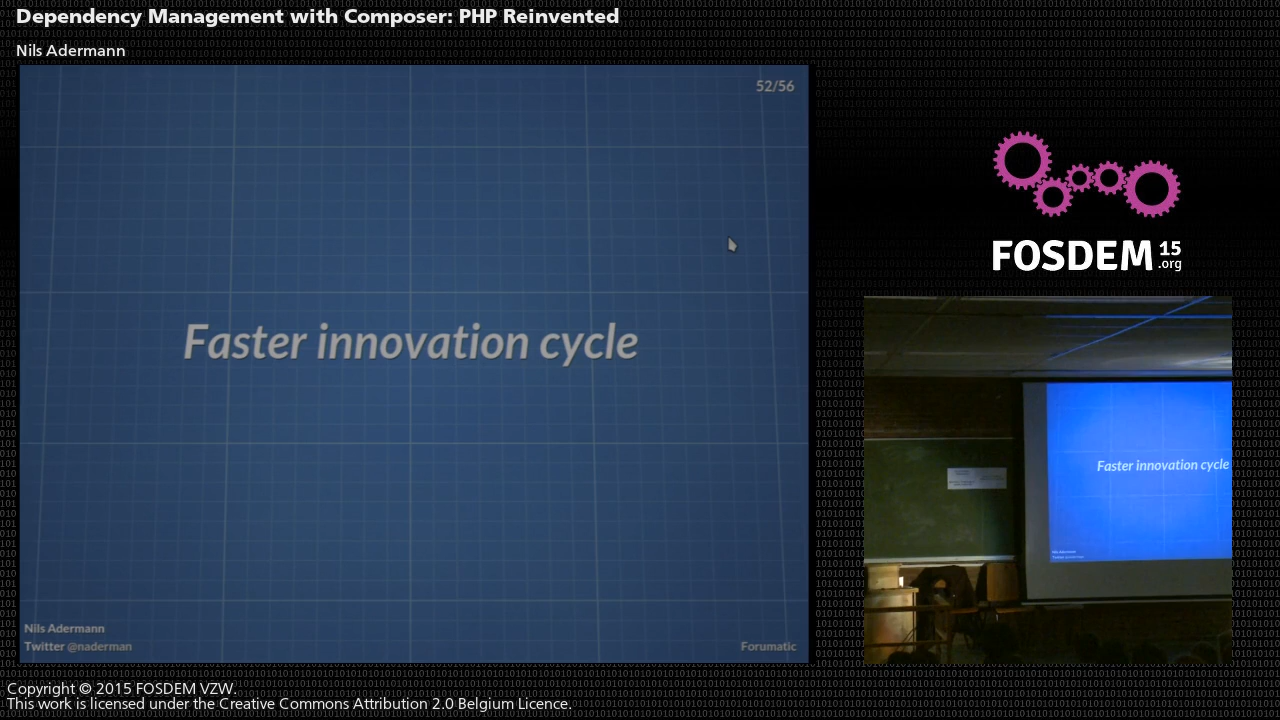 Dependency Management with Composer: PHP Reinvented
Nils Adermann
52/56
Faster innovation cycle
Nils Adermann
Twitter @naderman
Forumatic
FOSDEM 15
.org
Faster innovation cycle
Copyright © 2015 FOSDEM VZW.
This work is licensed under the Creative Commons Attribution 2.0 Belgium Licence.